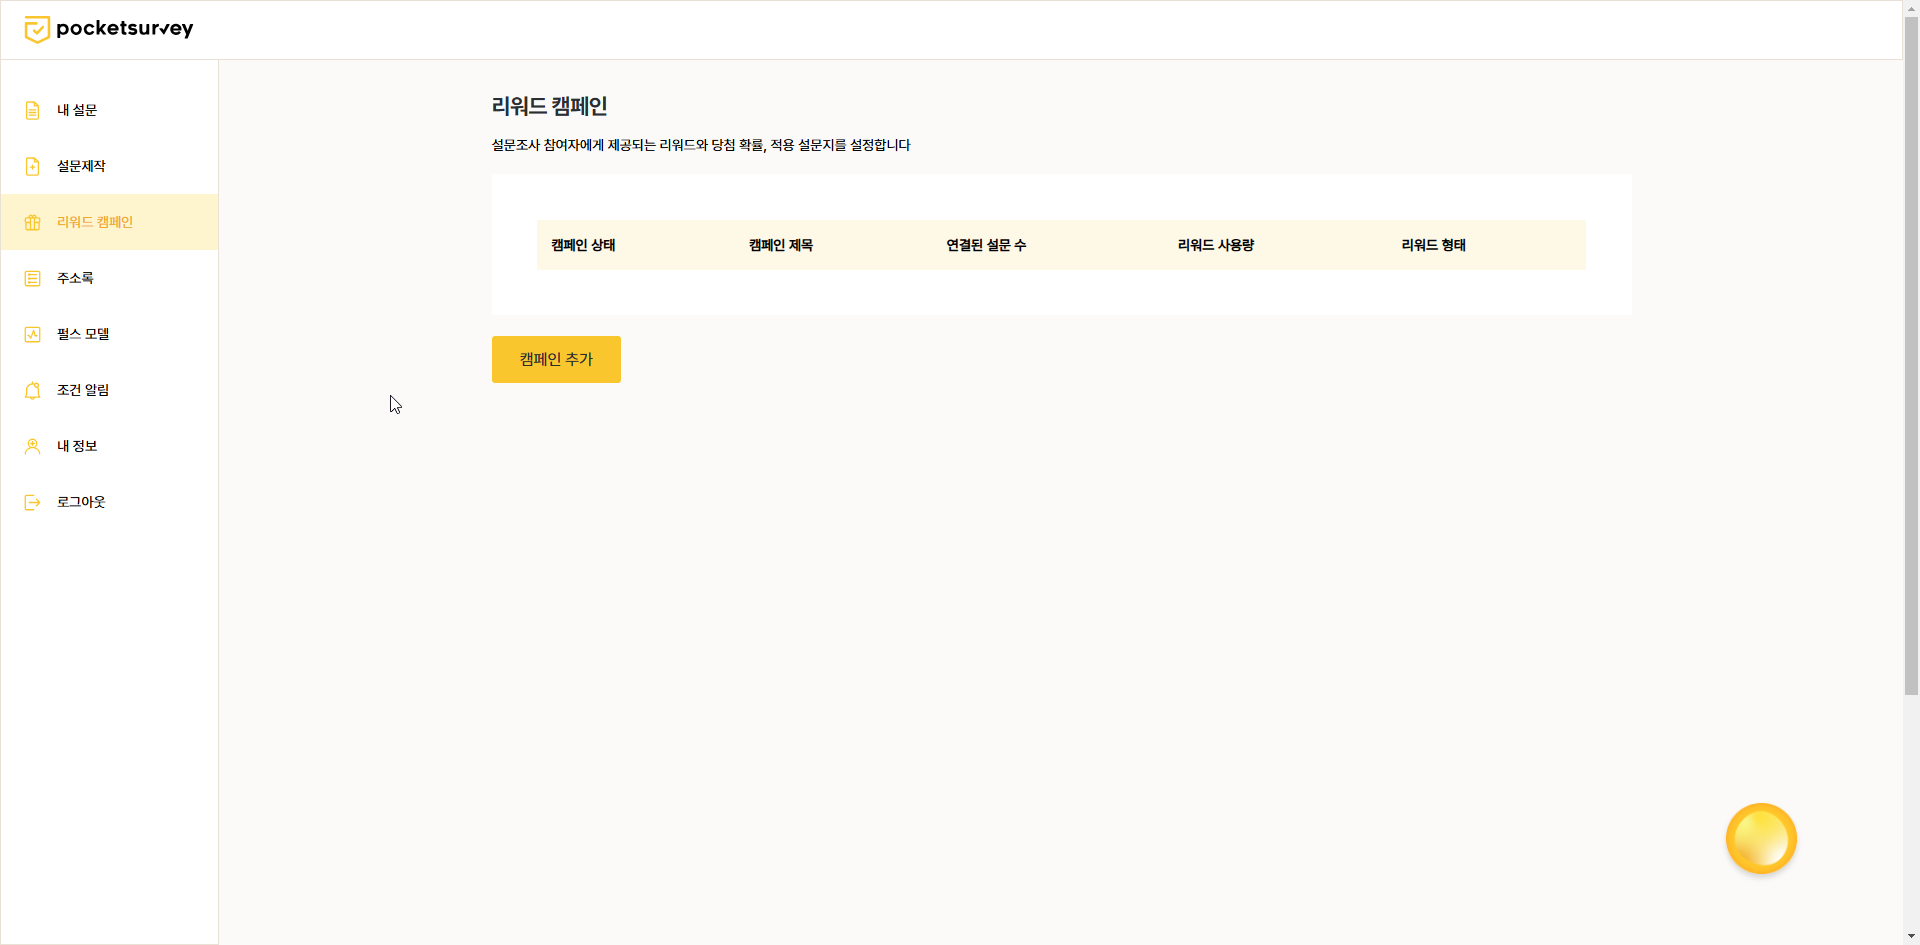 pocketsurvey
내 설문
설문제작
리워드 캠페인
주소록
펄스 모델
조건 알림
내 정보
로그아웃
리워드 캠페인
설문조사 참여자에게 제공되는 리워드와 당첨 확률, 적용 설문지를 설정합니다
캠페인 상태 캠페인 제목 연결된 설문 수 리워드 사용량 리워드 형태
캠페인 추가